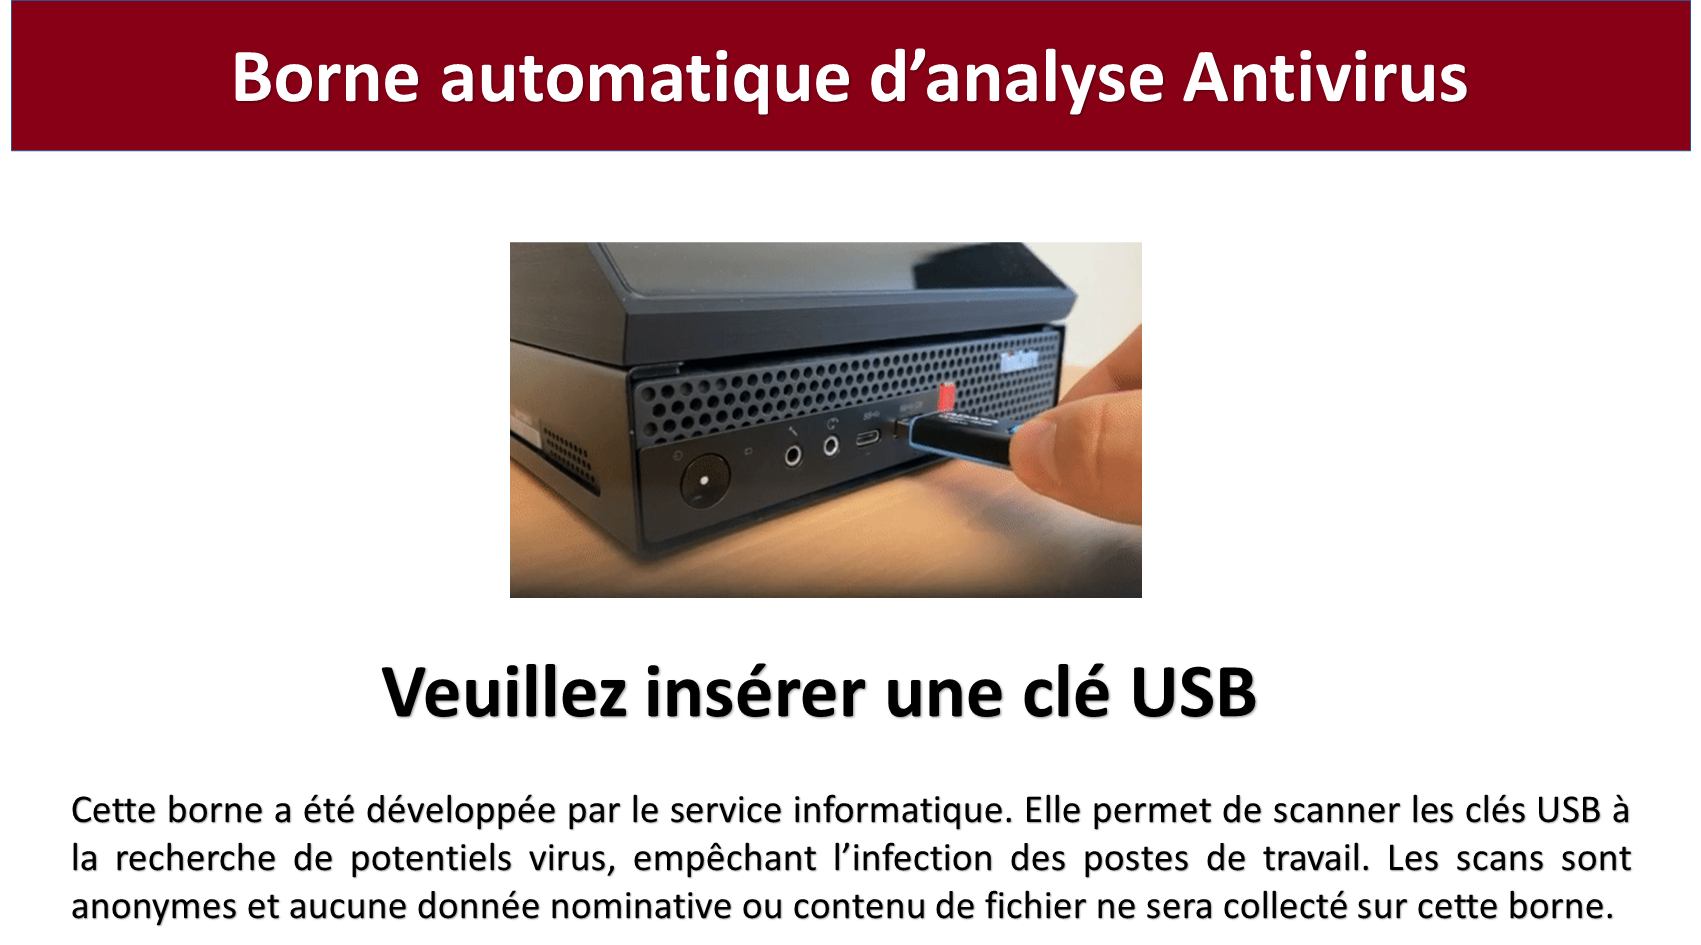 Borne automatique d’analyse Antivirus
Veuillez insérer une clé USB
Cette borne a été développée par le service informatique. Elle permet de scanner les clés USB à
la recherche de potentiels virus, empêchant l’infection des postes de travail. Les scans sont
anonymes et aucune donnée nominative ou contenu de fichier ne sera collecté sur cette borne.